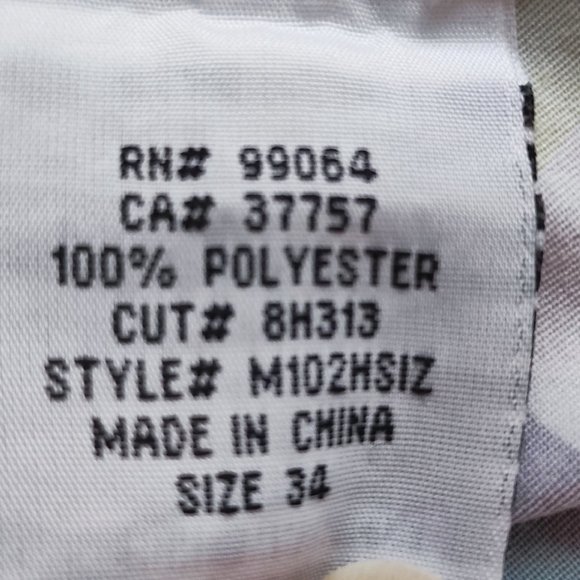 RN# 99064
CA# 37757
100% POLYESTER
CUT# 8H313
STYLE# M102HSIZ
MADE IN CHINA
SIZE 34